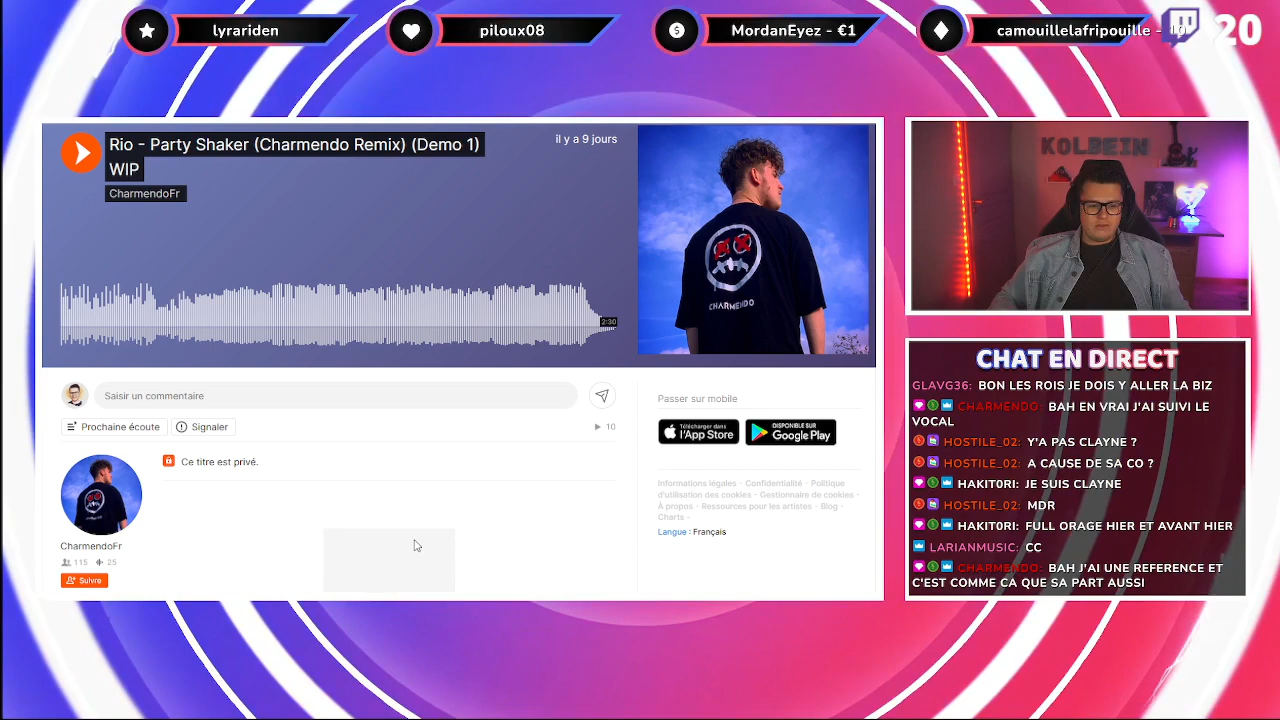 lyrariden
piloux08
MordanEyez - €1
camouillelafripouille -
20
Rio - Party Shaker (Charmendo Remix) (Demo 1)
WIP
CharmendoFr
il y a 9 jours
2:30
CHARMENDO
KOLBEIN
Saisir un commentaire
Prochaine écoute
Signaler
10
Ce titre est privé.
CharmendoFr
115
25
Suivre
Passer sur mobile
Télécharger dans
l'App Store
DISPONIBLE SUR
Google Play
Informations légales - Confidentialité - Politique
d'utilisation des cookies - Gestionnaire de cookies -
À propos - Ressources pour les artistes - Blog -
Charts -
Langue : Français
CHAT EN DIRECT
GLAVG36: BON LES ROIS JE DOIS Y ALLER LA BIZ
CHARMENDO: BAH EN VRAI J'AI SUIVI LE
VOCAL
HOSTILE_02: Y'A PAS CLAYNE ?
HOSTILE_02: A CAUSE DE SA CO ?
HAKIT0RI: JE SUIS CLAYNE
HOSTILE_02: MDR
HAKIT0RI: FULL ORAGE HIER ET AVANT HIER
LARIANMUSIC: CC
CHARMENDO: BAH J'AI UNE REFERENCE ET
C'EST COMME CA QUE SA PART AUSSI